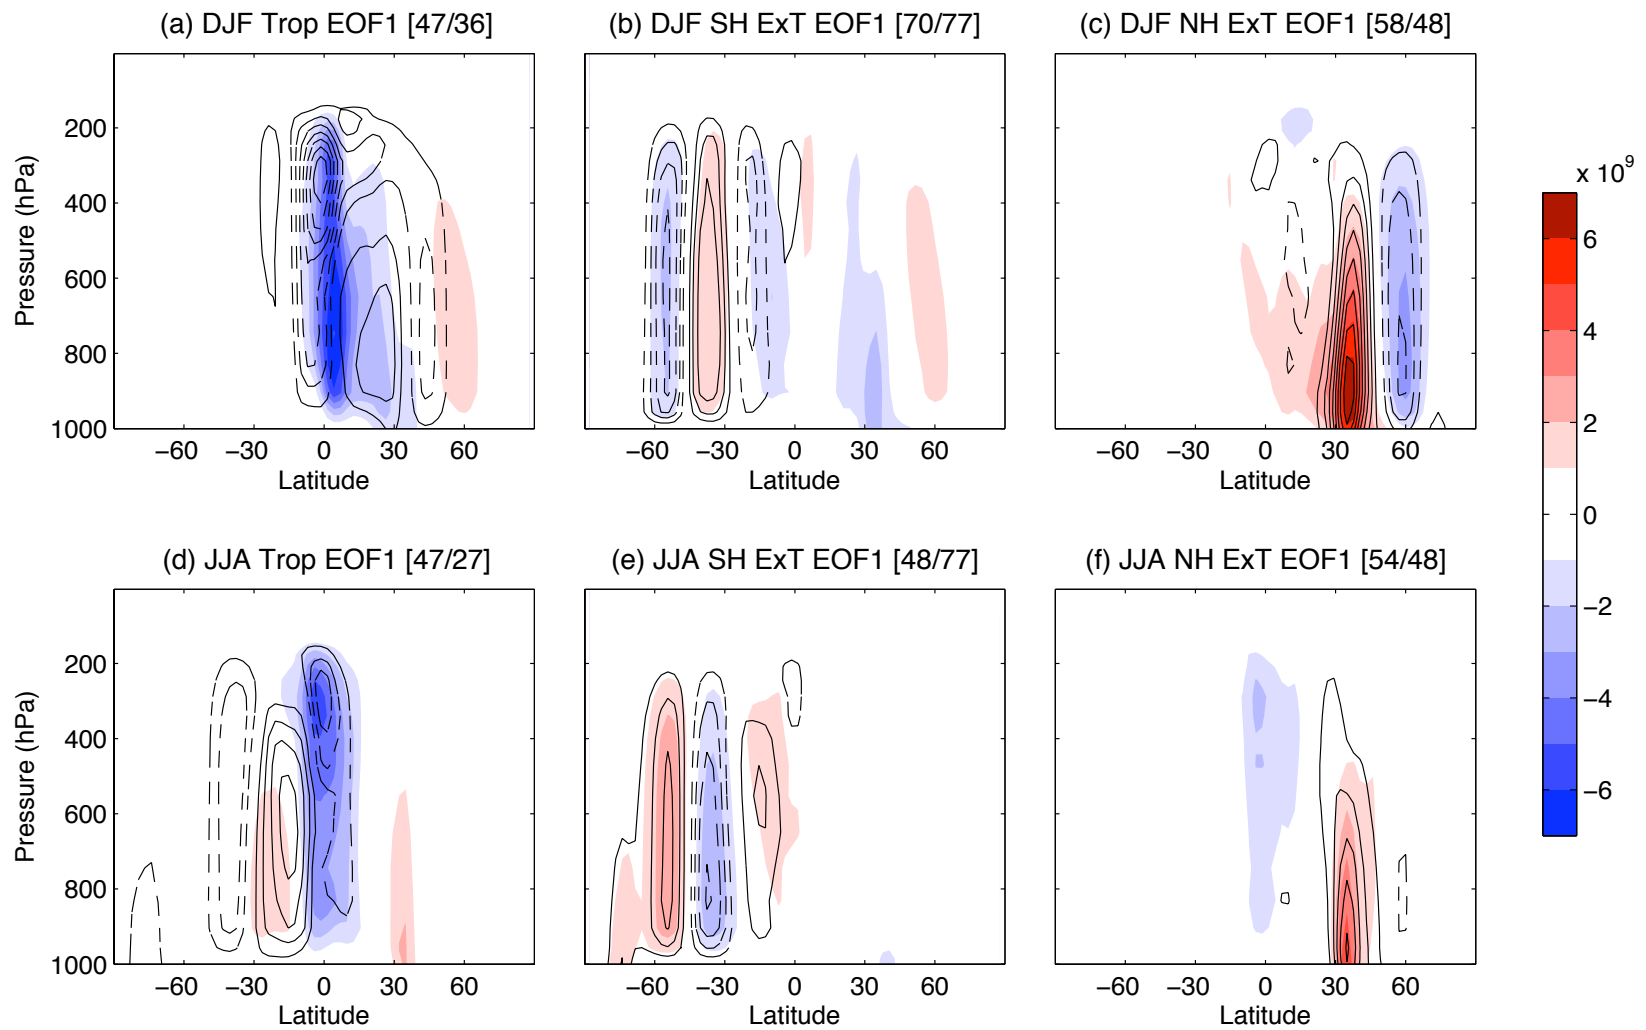 (a) DJF Trop EOF1 [47/36]
(b) DJF SH ExT EOF1 [70/77]
(c) DJF NH ExT EOF1 [58/48]
Pressure (hPa)
200
400
600
800
1000
−60 −30 0 30 60
Latitude
−60 −30 0 30 60
Latitude
−60 −30 0 30 60
Latitude
(d) JJA Trop EOF1 [47/27]
(e) JJA SH ExT EOF1 [48/77]
(f) JJA NH ExT EOF1 [54/48]
Pressure (hPa)
200
400
600
800
1000
−60 −30 0 30 60
Latitude
−60 −30 0 30 60
Latitude
−60 −30 0 30 60
Latitude
x 10⁹
6
4
2
0
−2
−4
−6